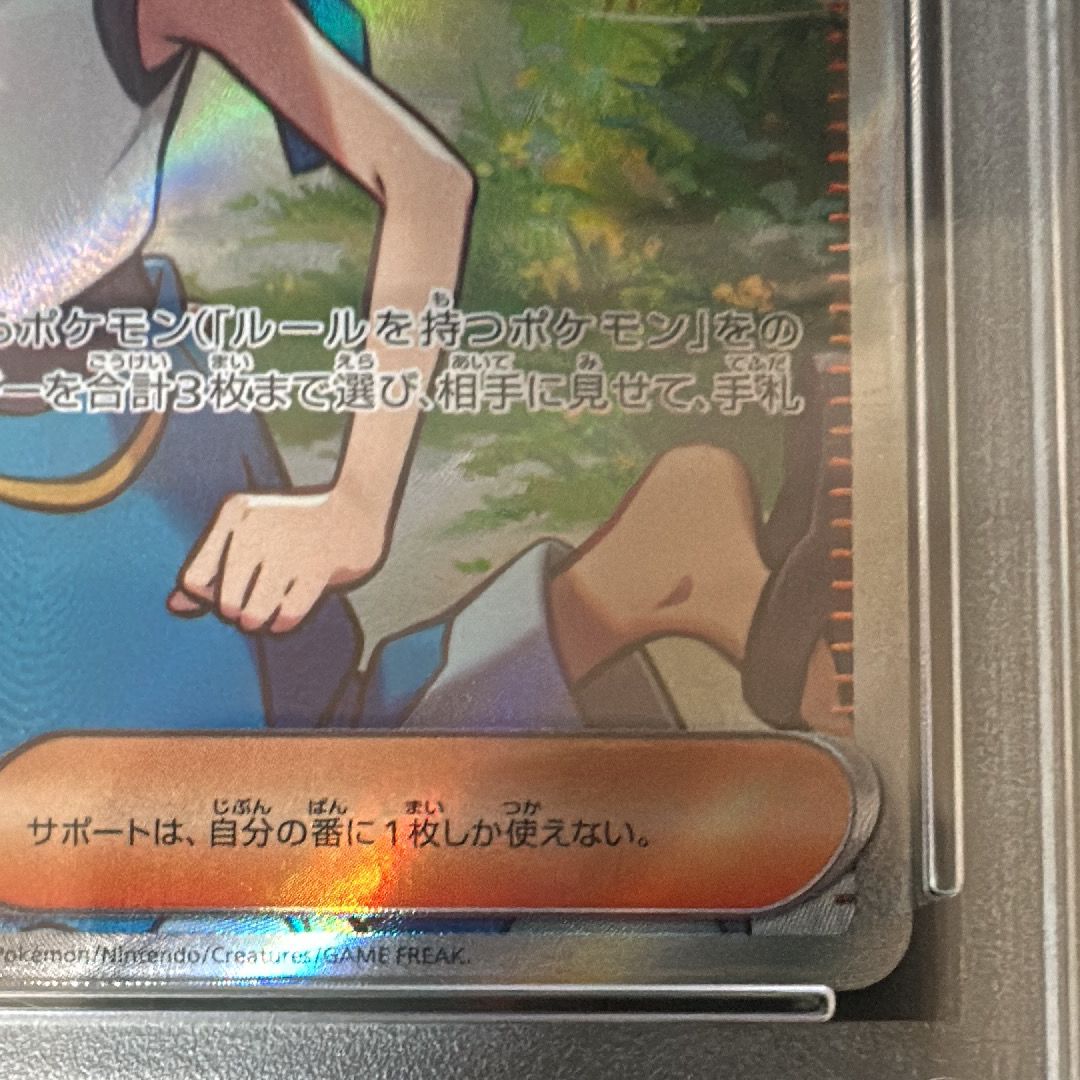 ポケモン(「ルールを持つポケモン」をの
ーを合計3枚まで選び、相手に見せて、手札
サポートは、自分の番に1枚しか使えない。
Pokémon/Nintendo/Creatures/GAME FREAK.